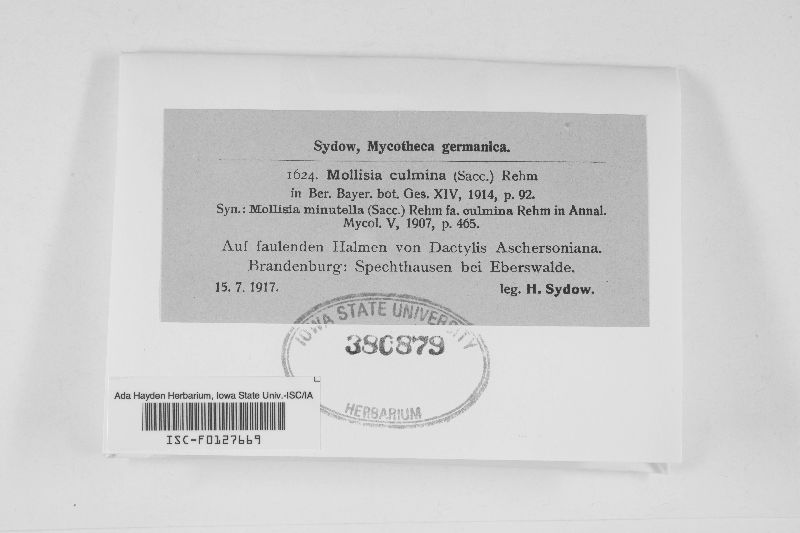 Sydow, Mycotheca germanica.
1624. Mollisia culmina (Sacc.) Rehm
in Ber. Bayer. bot. Ges. XIV, 1914, p. 92.
Syn.: Mollisia minutella (Sacc.) Rehm fa. culmina Rehm in Annal.
Mycol. V, 1907, p. 465.
Auf faulenden Halmen von Dactylis Aschersoniana.
Brandenburg: Spechthausen bei Eberswalde.
15. 7. 1917. leg. H. Sydow.
IOWA STATE UNIVERSITY
380879
HERBARIUM
Ada Hayden Herbarium, Iowa State Univ.-ISC/IA
ISC-F0127669